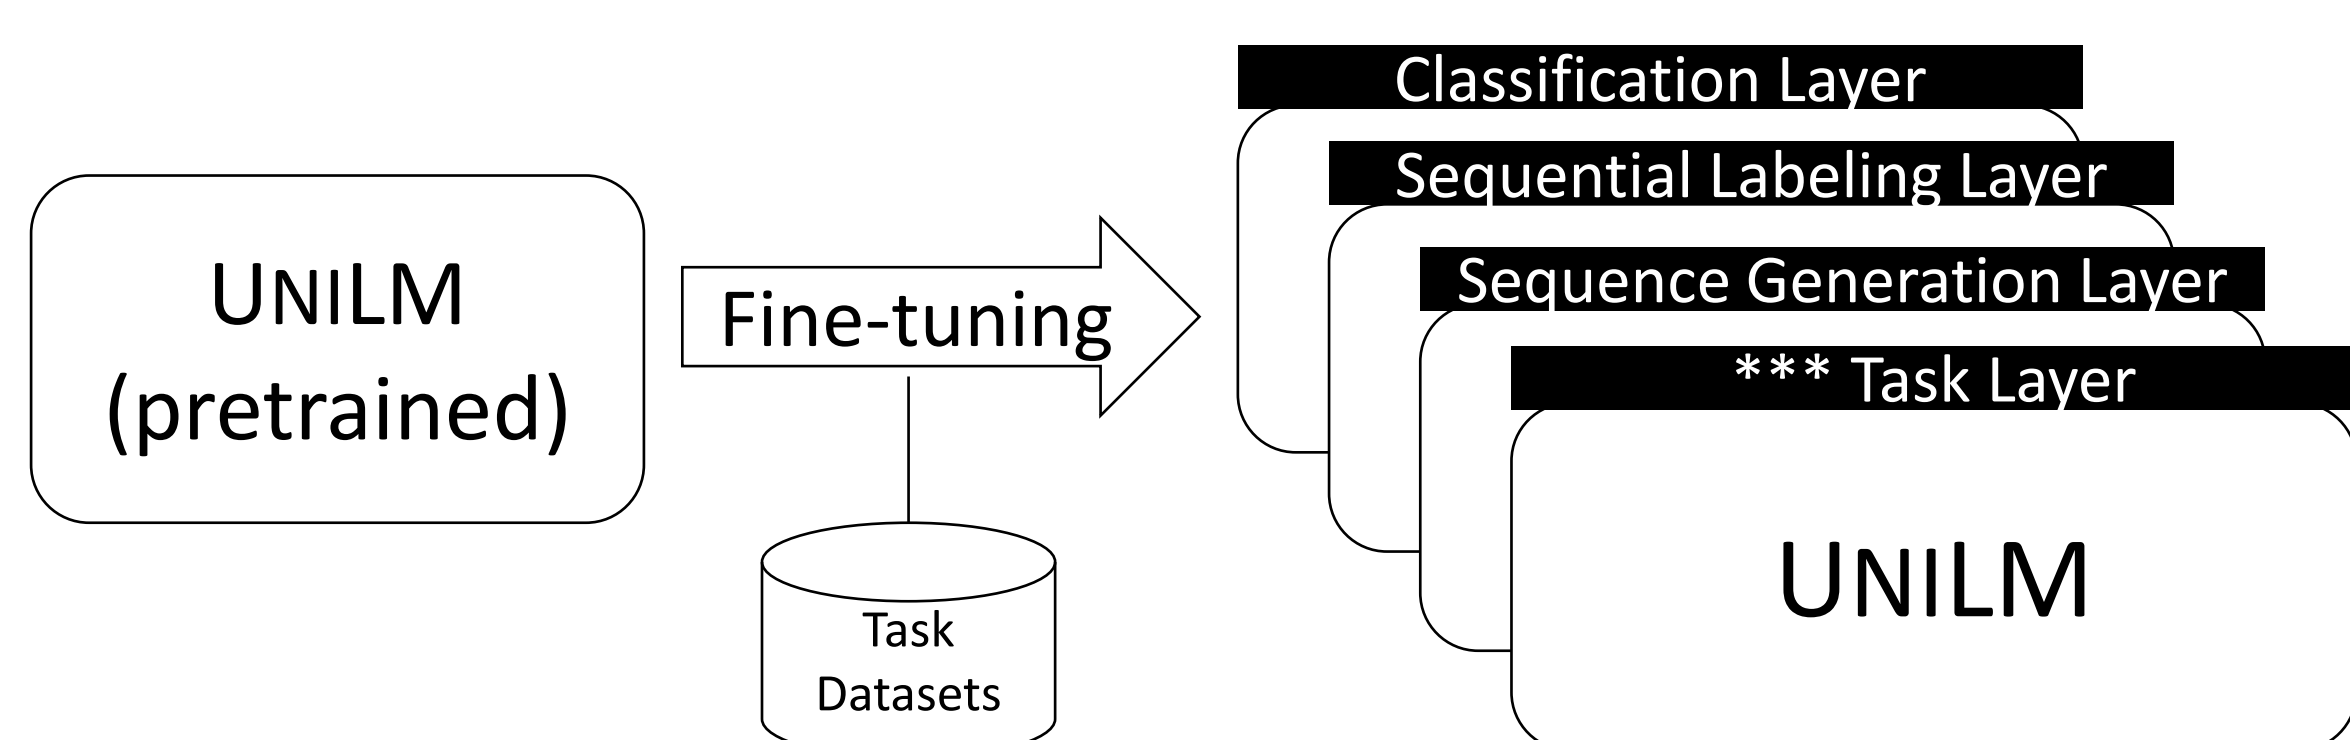 UNILM
(pretrained)
Fine-tuning
Task
Datasets
Classification Layer
Sequential Labeling Layer
Sequence Generation Layer
*** Task Layer
UNILM